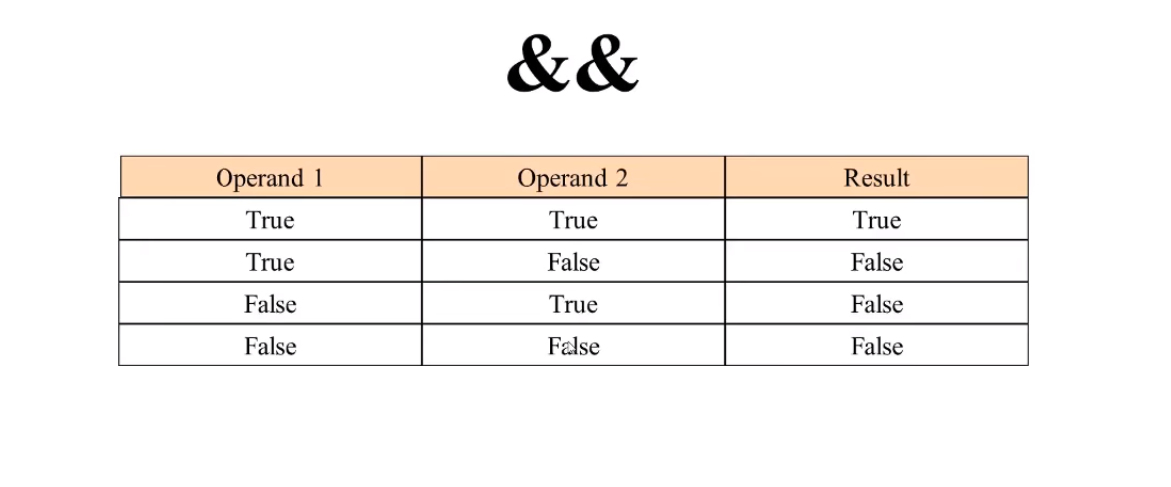 &&
Operand 1 Operand 2 Result
True True True
True False False
False True False
False False False